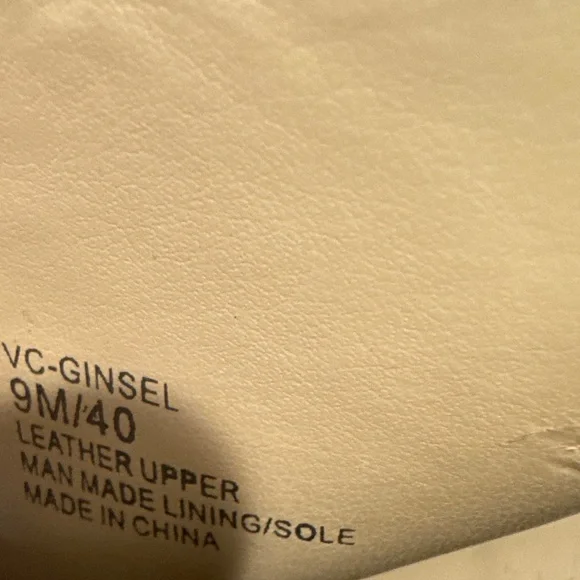 VC-GINSEL
9M/40
LEATHER UPPER
MAN MADE LINING/SOLE
MADE IN CHINA